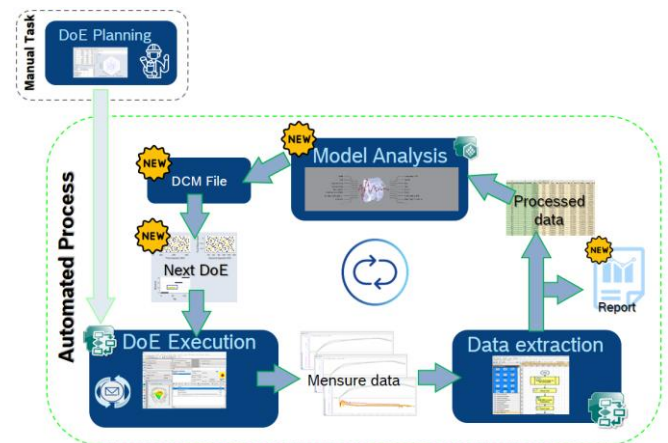 Manual Task
DoE Planning
Automated Process
NEW
Model Analysis
NEW
DCM File
Processed
data
NEW
Next DoE
NEW
Report
DoE Execution
Mensure data
Data extraction